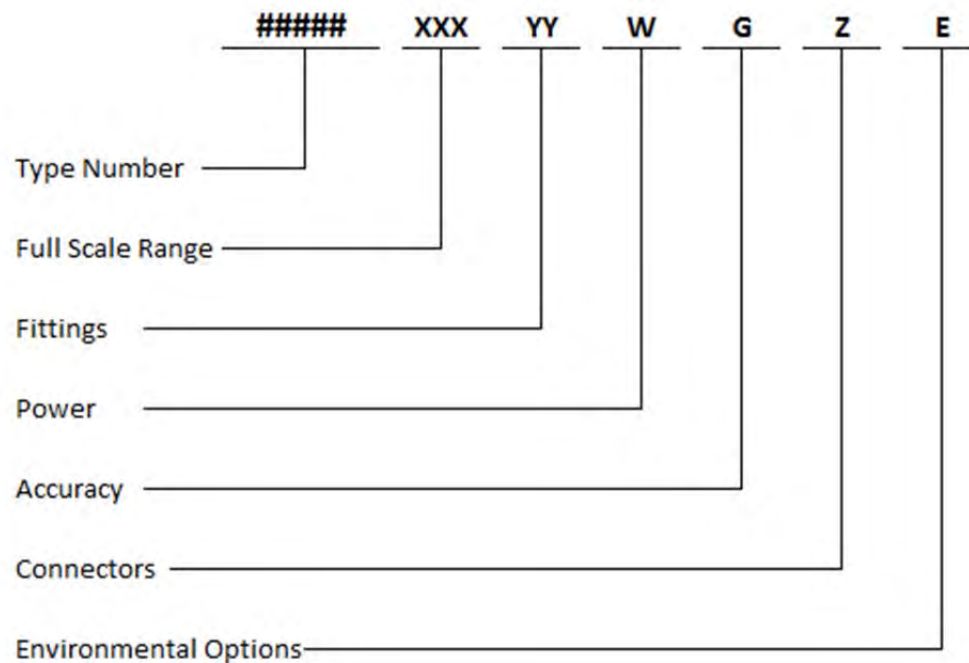 ##### XXX YY W G Z E
Type Number
Full Scale Range
Fittings
Power
Accuracy
Connectors
Environmental Options